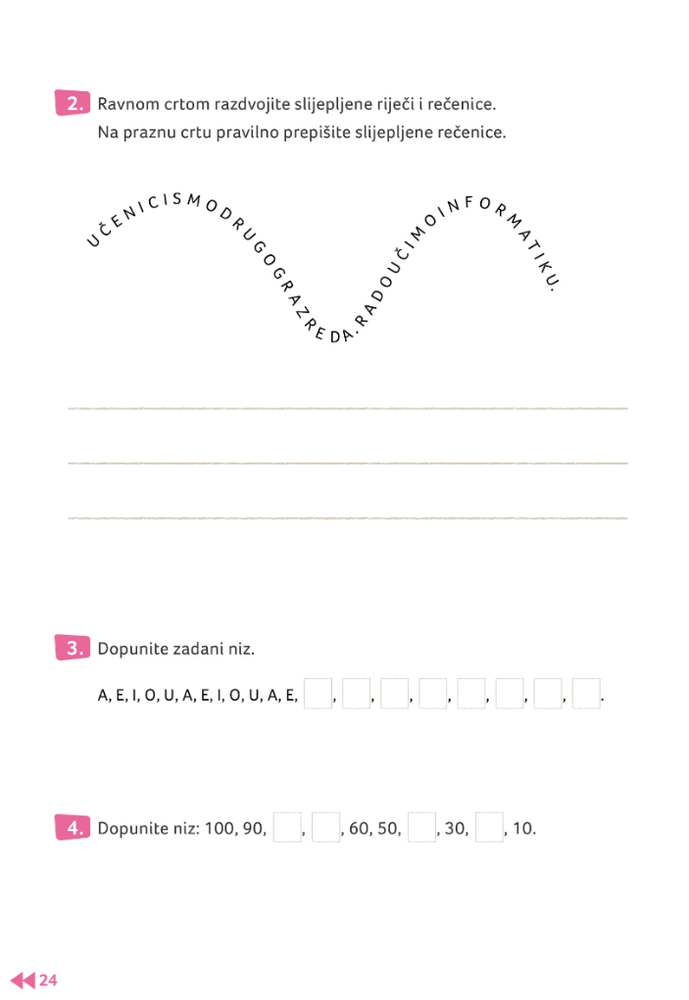 2. Ravnom crtom razdvojite slijepljene riječi i rečenice.
Na praznu crtu pravilno prepišite slijepljene rečenice.
UČENICISMODRUGOGRAZREDA.RADOUČIMOINFORMATIKU.
3. Dopunite zadani niz.
A, E, I, O, U, A, E, I, O, U, A, E, , , , , , , , .
4. Dopunite niz: 100, 90, , , 60, 50, , 30, , 10.
24